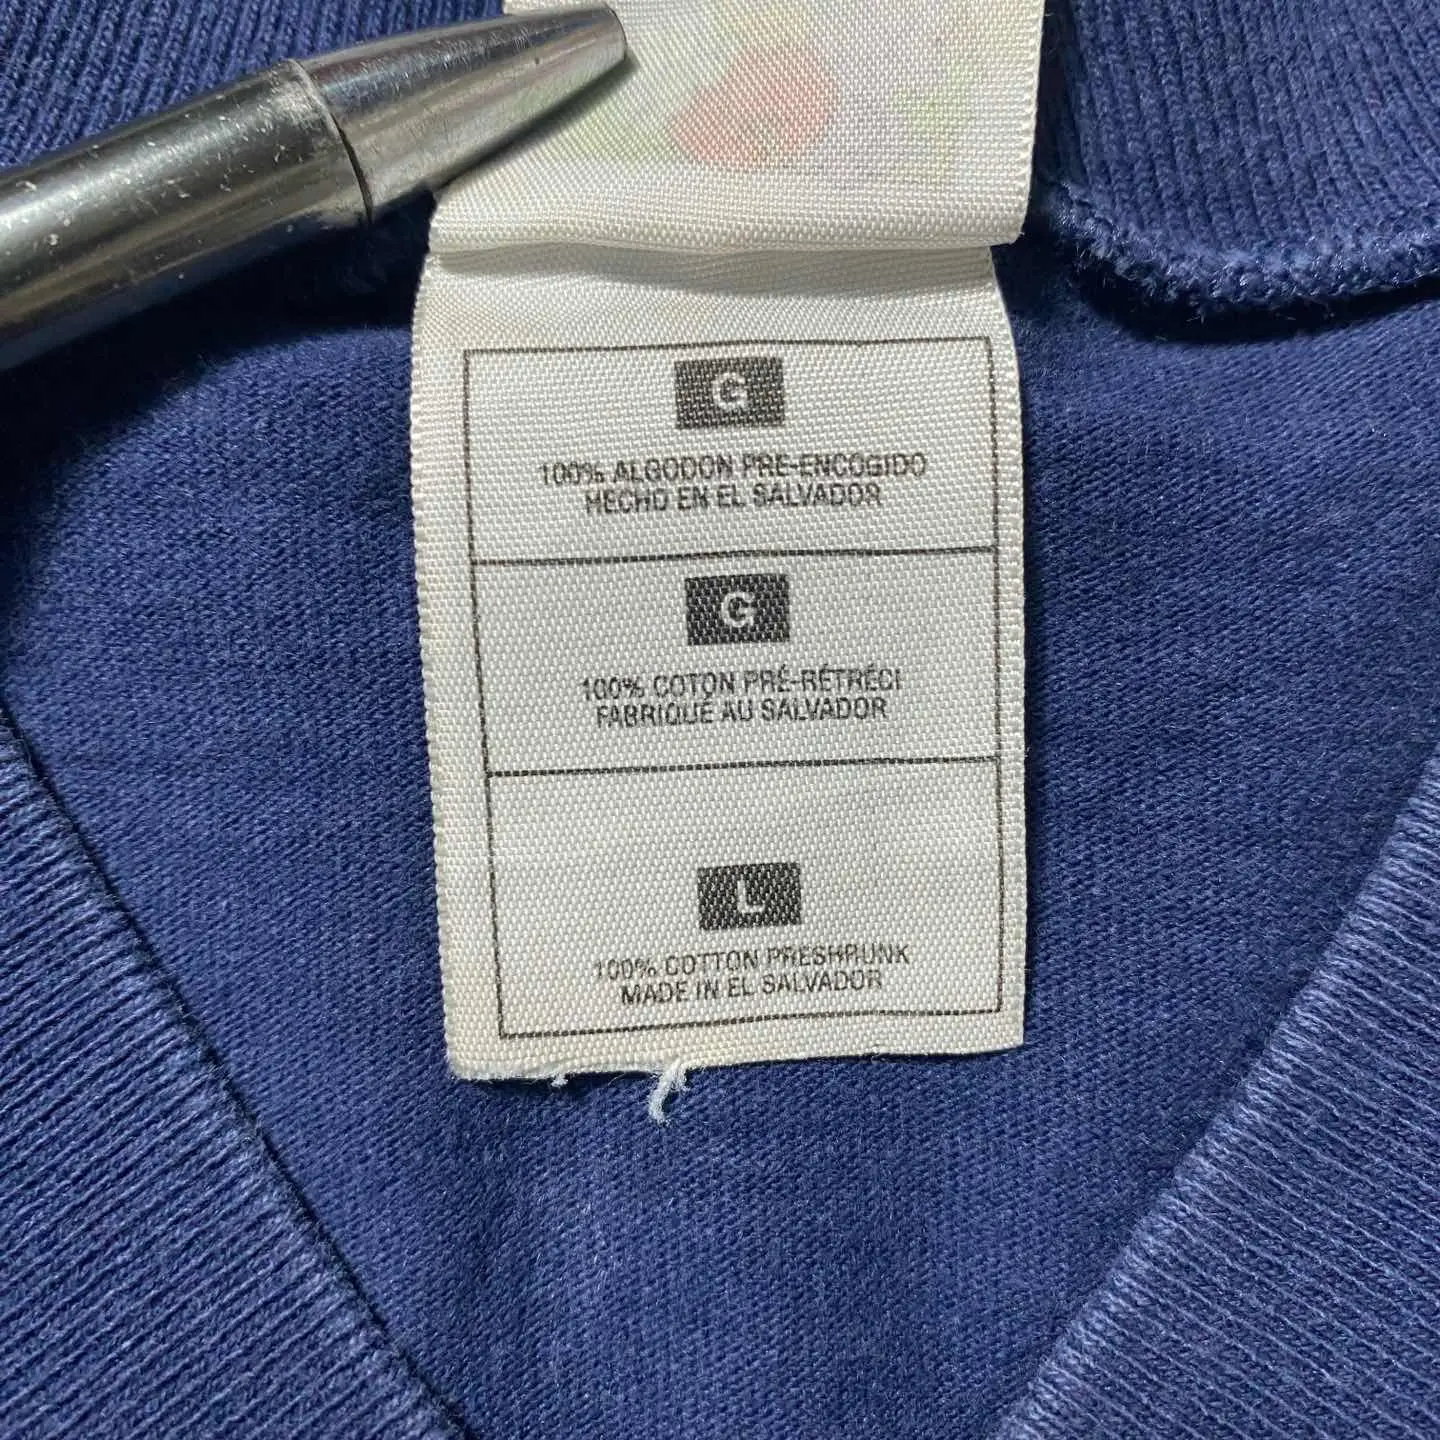 G
100% ALGODON PRE-ENCOGIDO
HECHO EN EL SALVADOR
G
100% COTON PRÉ-RÉTRÉCI
FABRIQUÉ AU SALVADOR
L
100% COTTON PRESHRUNK
MADE IN EL SALVADOR